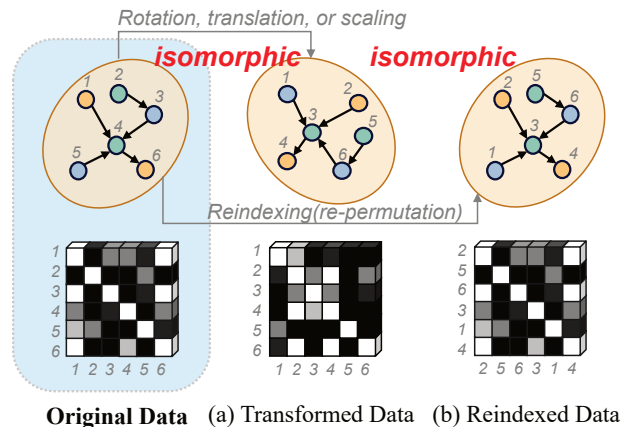 Rotation, translation, or scaling
isomorphic isomorphic
1 2 3 4 5 6
1 2 3 4 5 6
2 5 6 3 1 4
Reindexing(re-permutation)
1
2
3
4
5
6
1 2 3 4 5 6
1
2
3
4
5
6
1 2 3 4 5 6
2
5
6
3
1
4
2 5 6 3 1 4
Original Data (a) Transformed Data (b) Reindexed Data